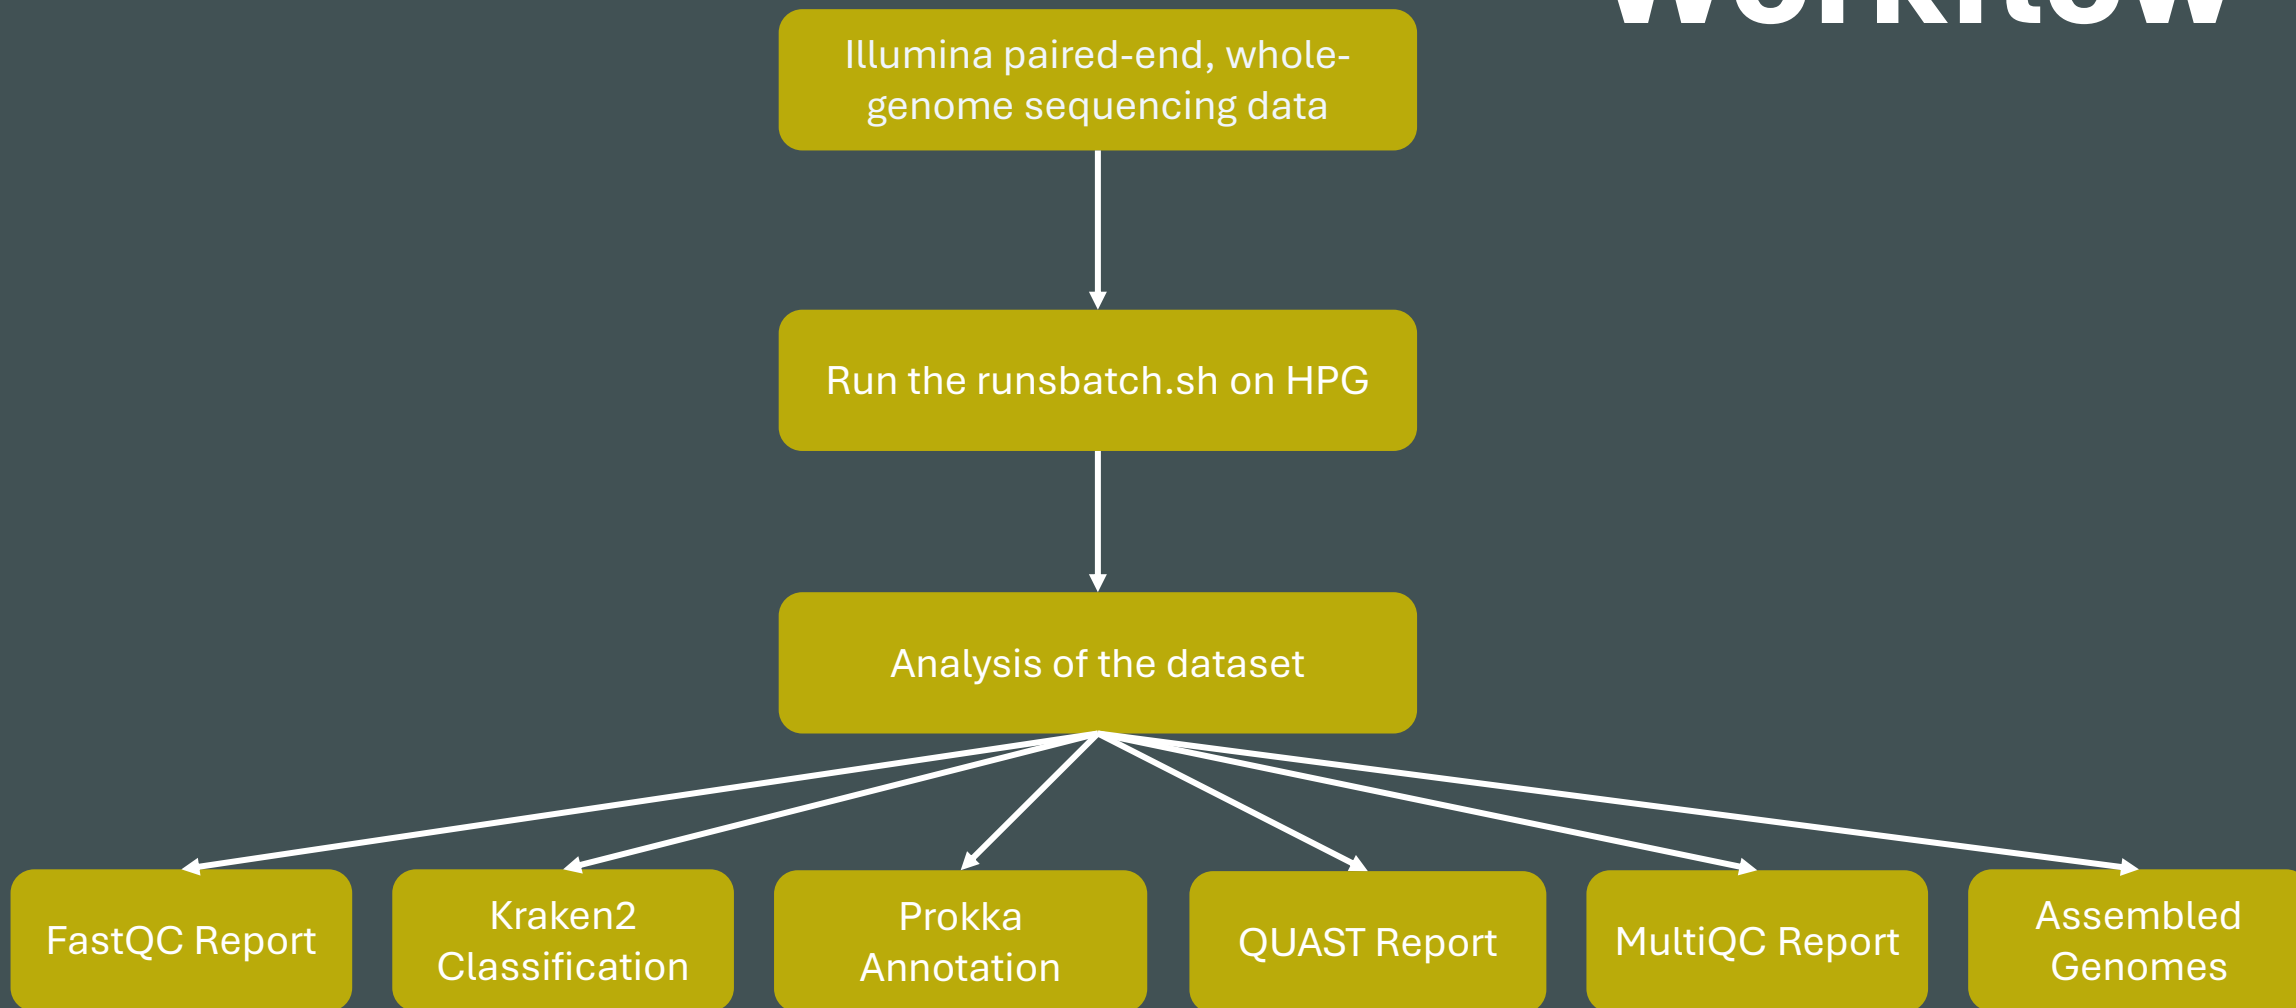 Workflow
Illumina paired-end, whole-
genome sequencing data
Run the runsbatch.sh on HPG
Analysis of the dataset
FastQC Report
Kraken2
Classification
Prokka
Annotation
QUAST Report
MultiQC Report
Assembled
Genomes